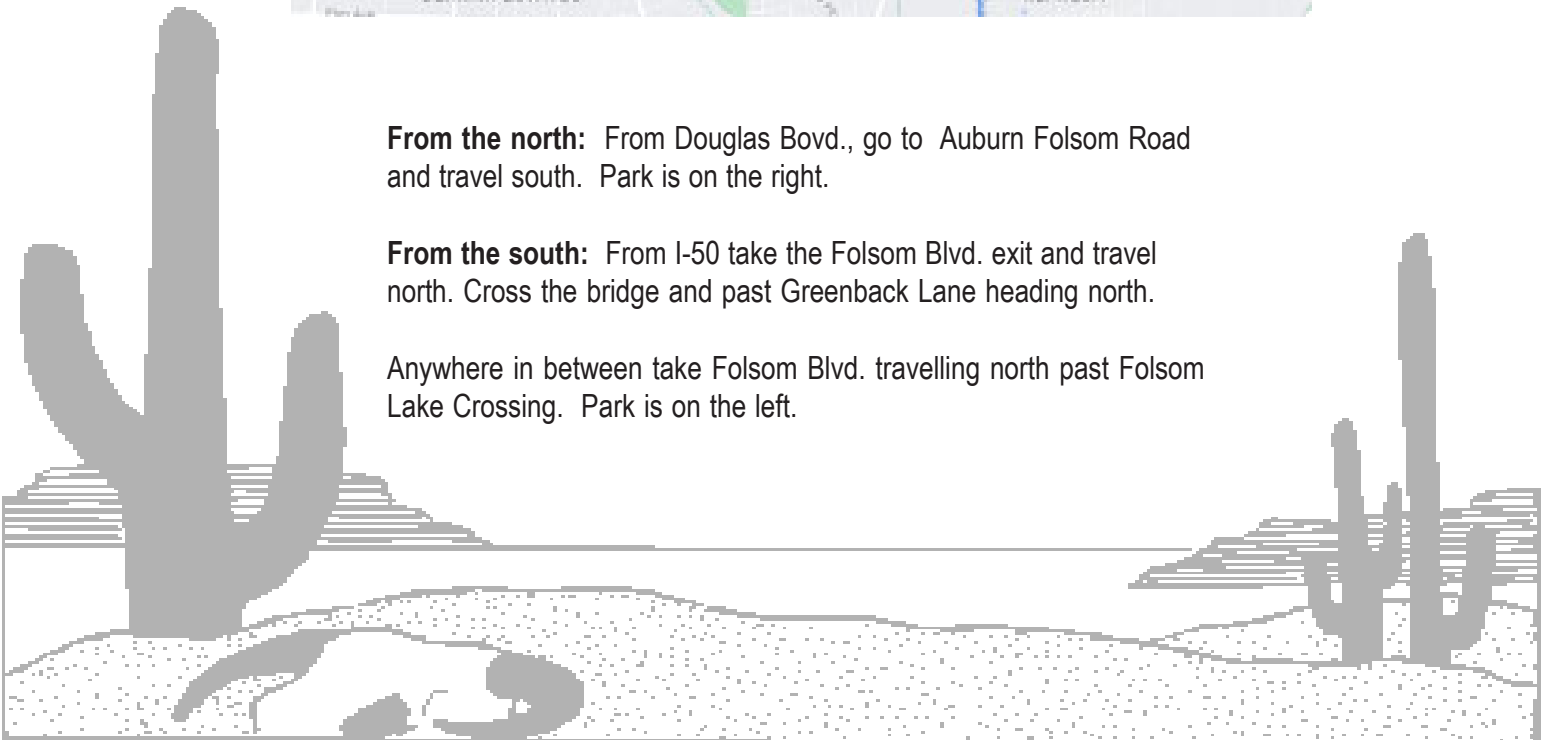 From the north: From Douglas Bovd., go to Auburn Folsom Road
and travel south. Park is on the right.
From the south: From I-50 take the Folsom Blvd. exit and travel
north. Cross the bridge and past Greenback Lane heading north.
Anywhere in between take Folsom Blvd. travelling north past Folsom
Lake Crossing. Park is on the left.